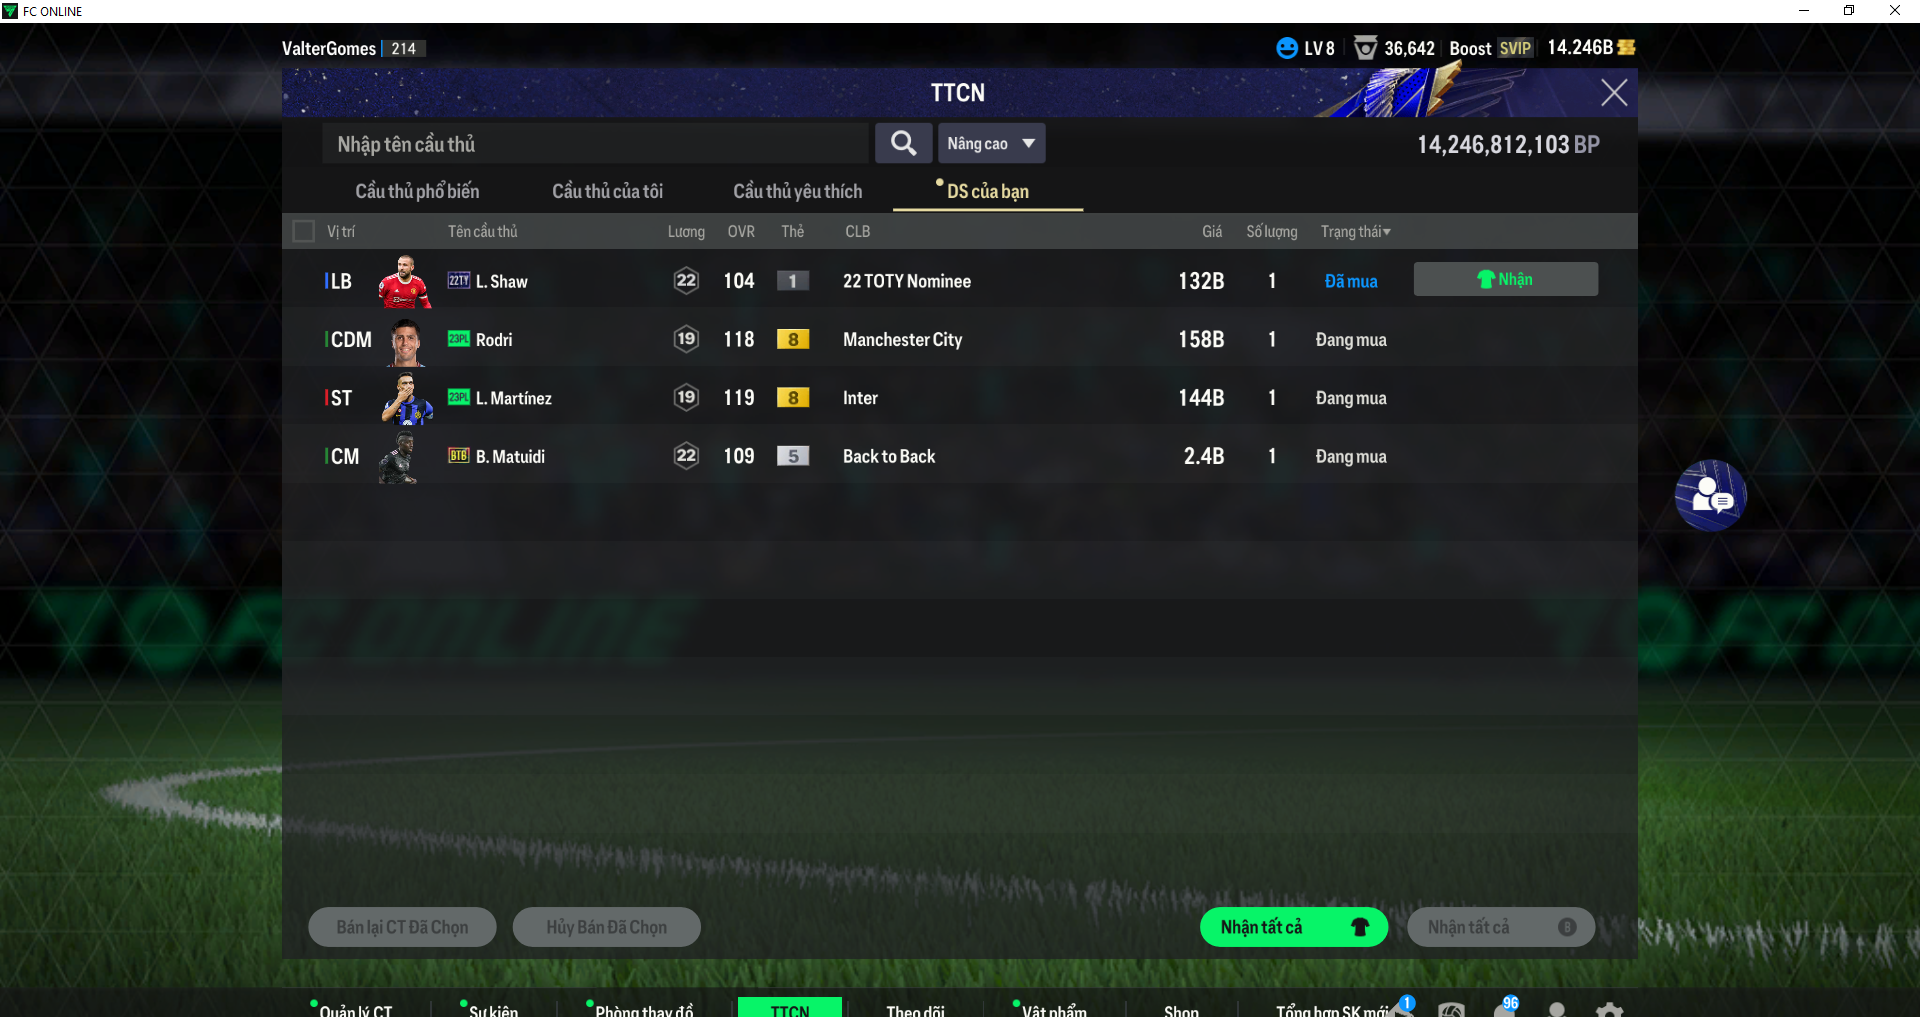 FC ONLINE
ValterGomes 214 LV 8 36,642 Boost SVIP 14.246B
TTCN
Nhập tên cầu thủ Nâng cao 14,246,812,103 BP
Cầu thủ phổ biến Cầu thủ của tôi Cầu thủ yêu thích DS của bạn
Vị trí Tên cầu thủ Lương OVR Thẻ CLB Giá Số lượng Trạng thái
LB 22TY L. Shaw 22 104 1 22 TOTY Nominee 132B 1 Đã mua Nhận
CDM 23PL Rodri 19 118 8 Manchester City 158B 1 Đang mua
ST 23PL L. Martínez 19 119 8 Inter 144B 1 Đang mua
CM BTB B. Matuidi 22 109 5 Back to Back 2.4B 1 Đang mua
FC ONLINE
Bán lại CT Đã Chọn Hủy Bán Đã Chọn Nhận tất cả Nhận tất cả B
Quản lý CT Sự kiện Phòng thay đồ TTCN Theo dõi Vật phẩm Shop Tổng hợp SK mới 1 96